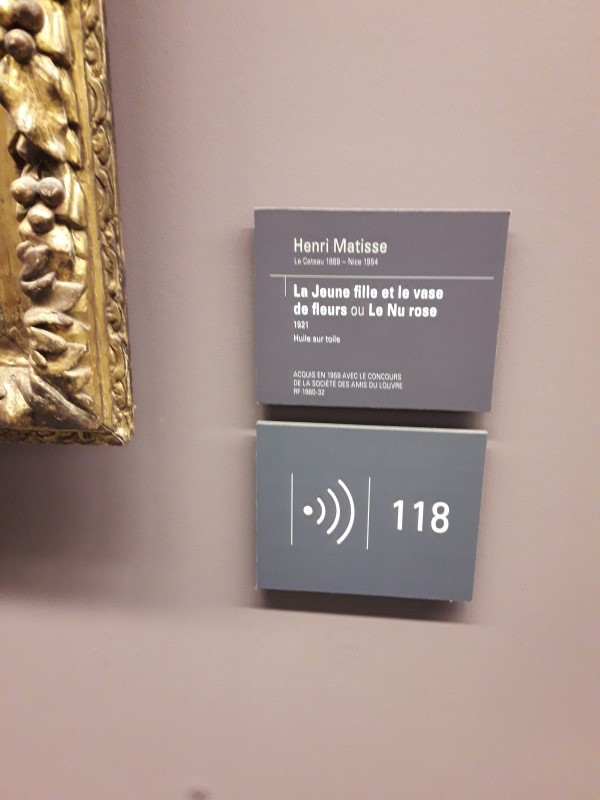 Henri Matisse
Le Cateau 1869 – Nice 1954
La Jeune fille et le vase
de fleurs ou Le Nu rose
1921
Huile sur toile
ACQUIS EN 1959 AVEC LE CONCOURS
DE LA SOCIÉTÉ DES AMIS DU LOUVRE
RF 1960-32
118